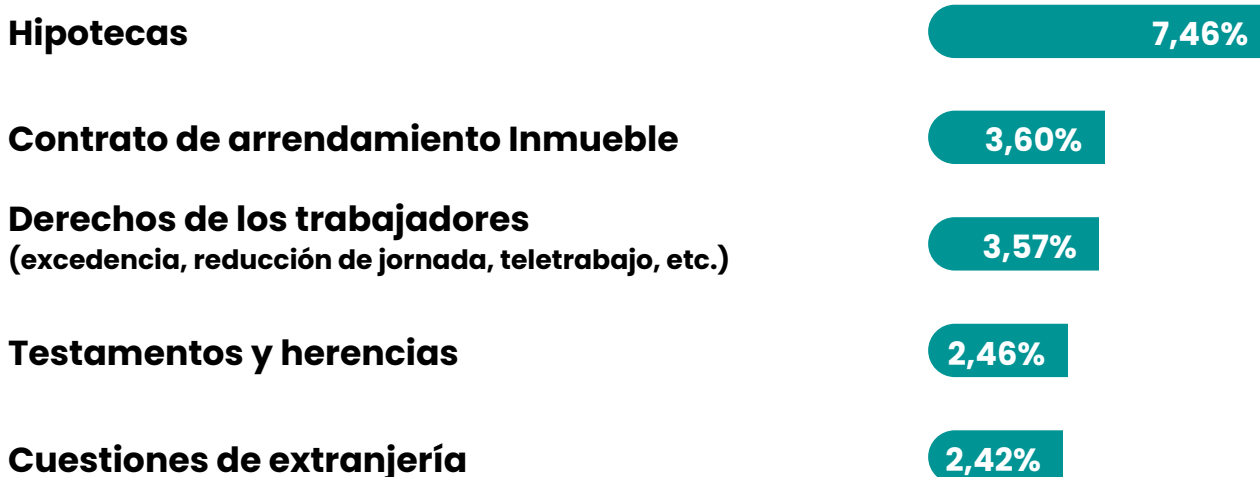 Hipotecas 7,46%
Contrato de arrendamiento Inmueble 3,60%
Derechos de los trabajadores
(excedencia, reducción de jornada, teletrabajo, etc.) 3,57%
Testamentos y herencias 2,46%
Cuestiones de extranjería 2,42%